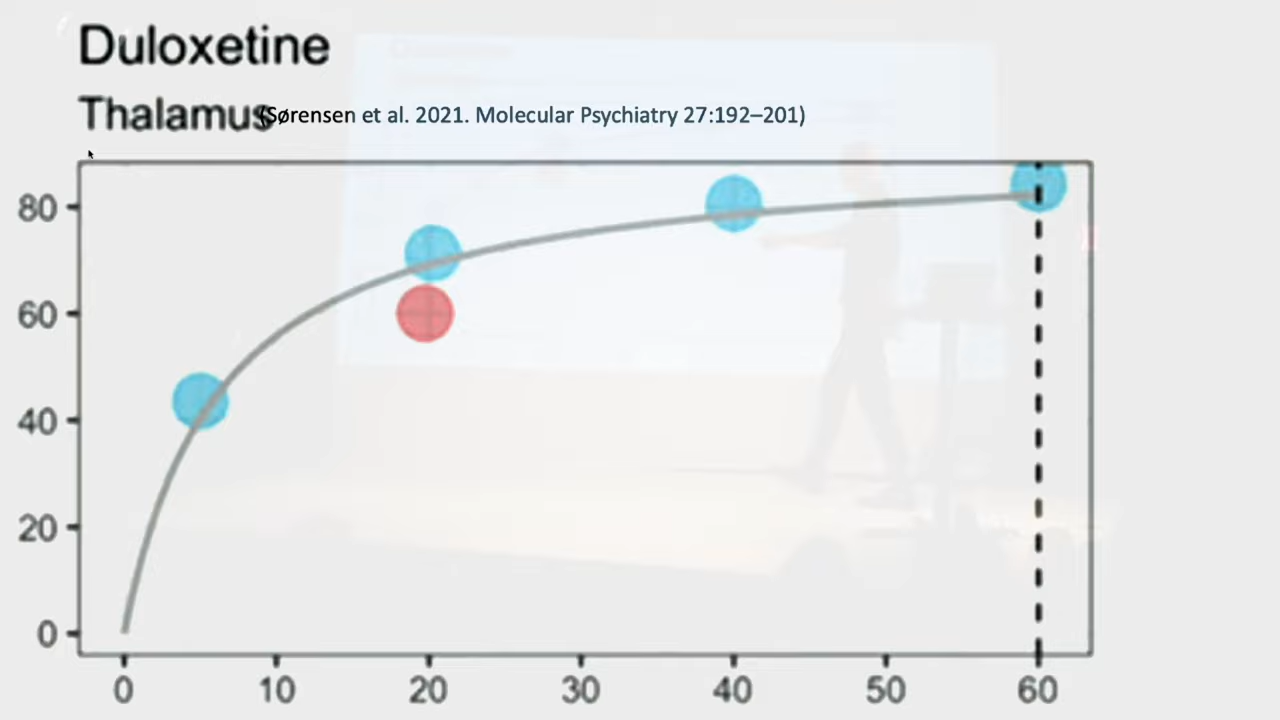 Duloxetine
Thalamus
(Sørensen et al. 2021. Molecular Psychiatry 27:192–201)
80
60
40
20
0
0 10 20 30 40 50 60